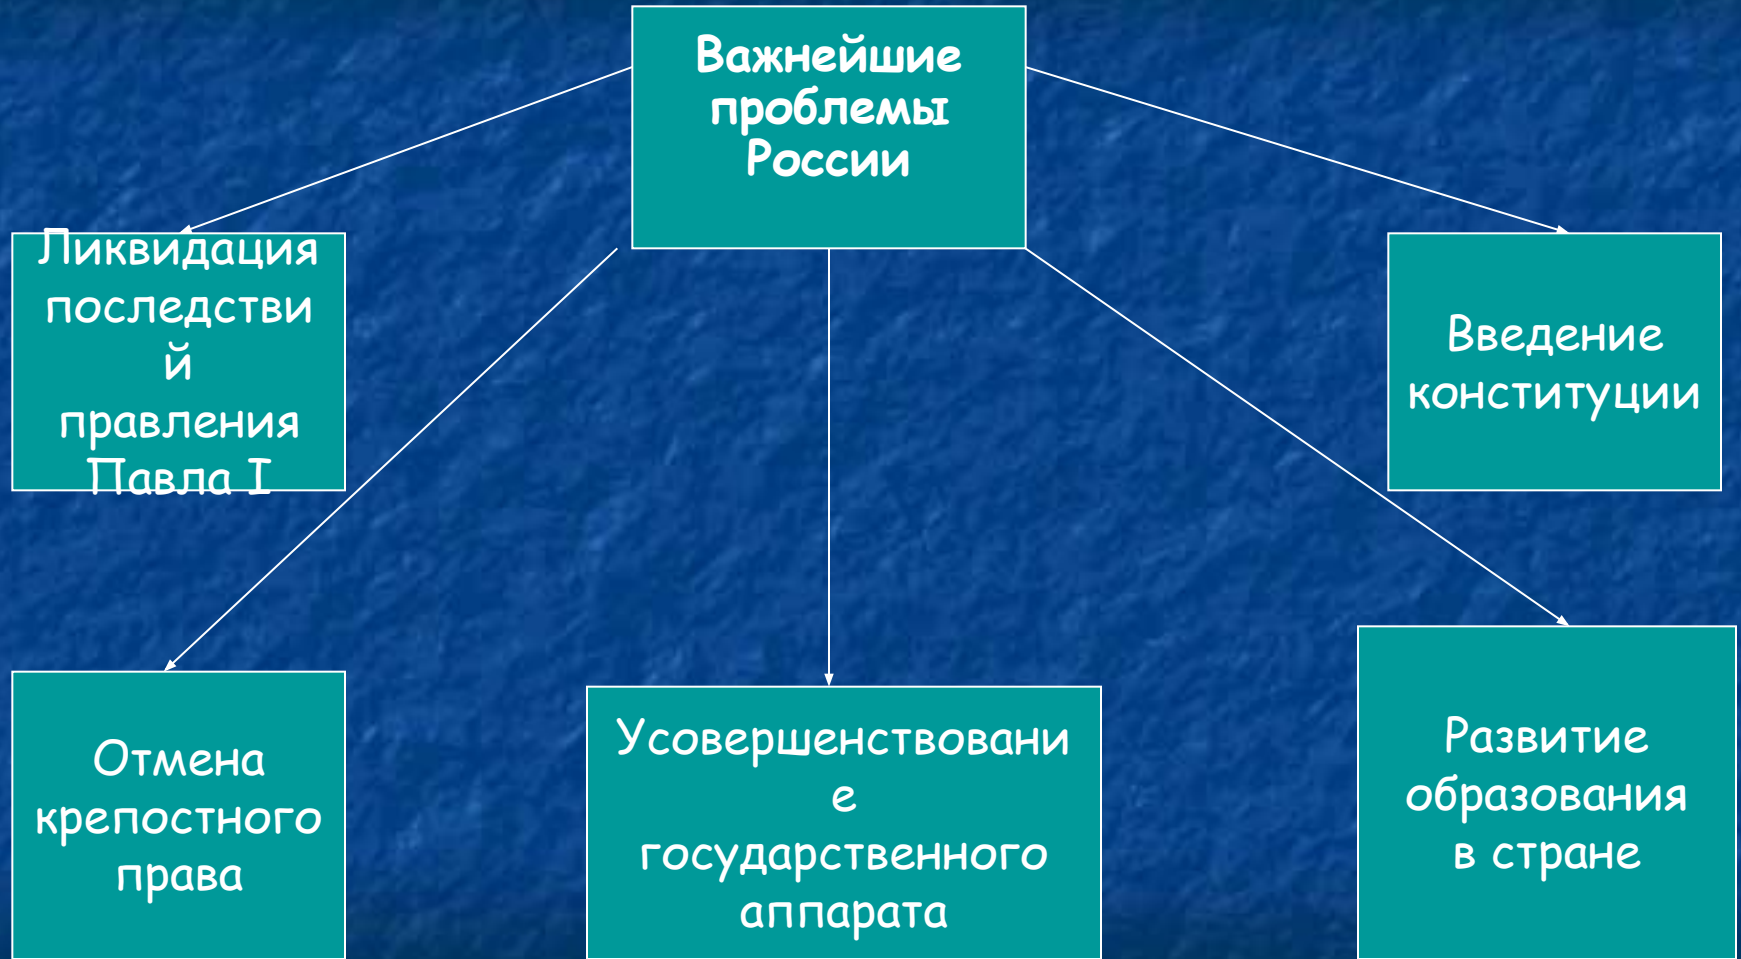 Важнейшие
проблемы
России
Ликвидация
последстви
й
правления
Павла I
Введение
конституции
Отмена
крепостного
права
Усовершенствовани
е
государственного
аппарата
Развитие
образования
в стране